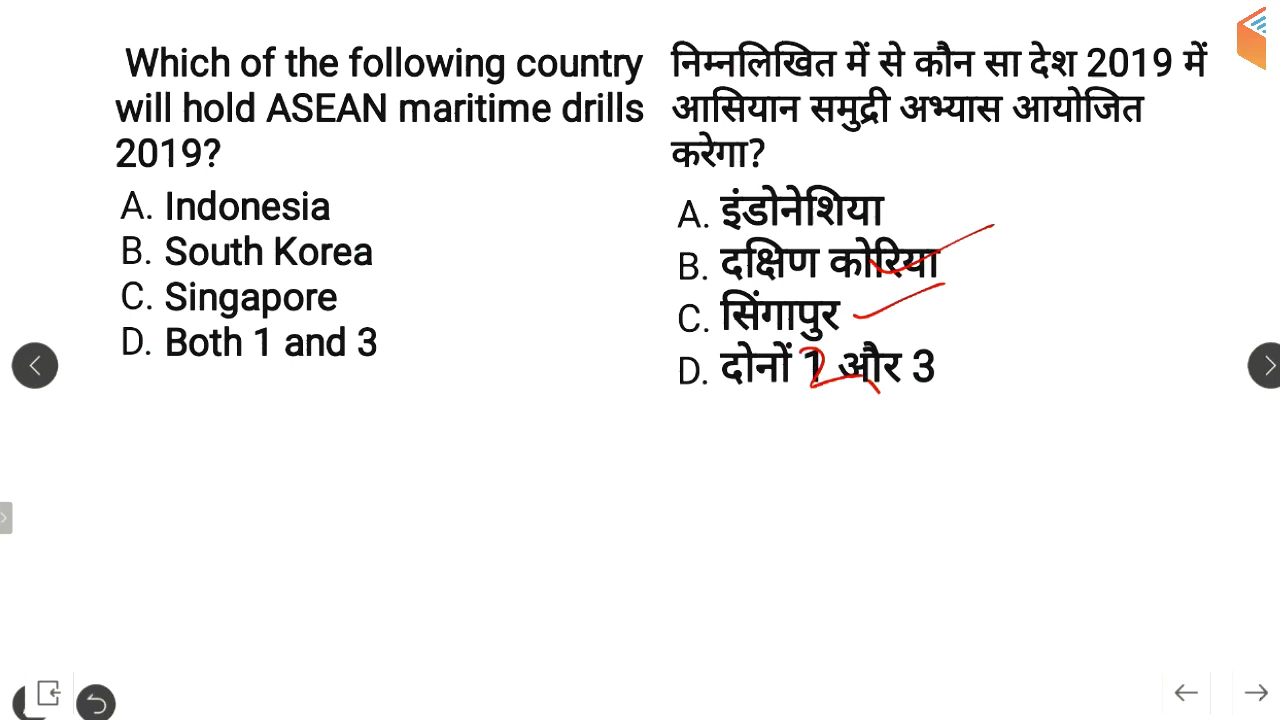 Which of the following country
will hold ASEAN maritime drills
2019?
A. Indonesia
B. South Korea
C. Singapore
D. Both 1 and 3
निम्नलिखित में से कौन सा देश 2019 में
आसियान समुद्री अभ्यास आयोजित
करेगा?
A. इंडोनेशिया
B. दक्षिण कोरिया
C. सिंगापुर
D. दोनों 1 और 3
2